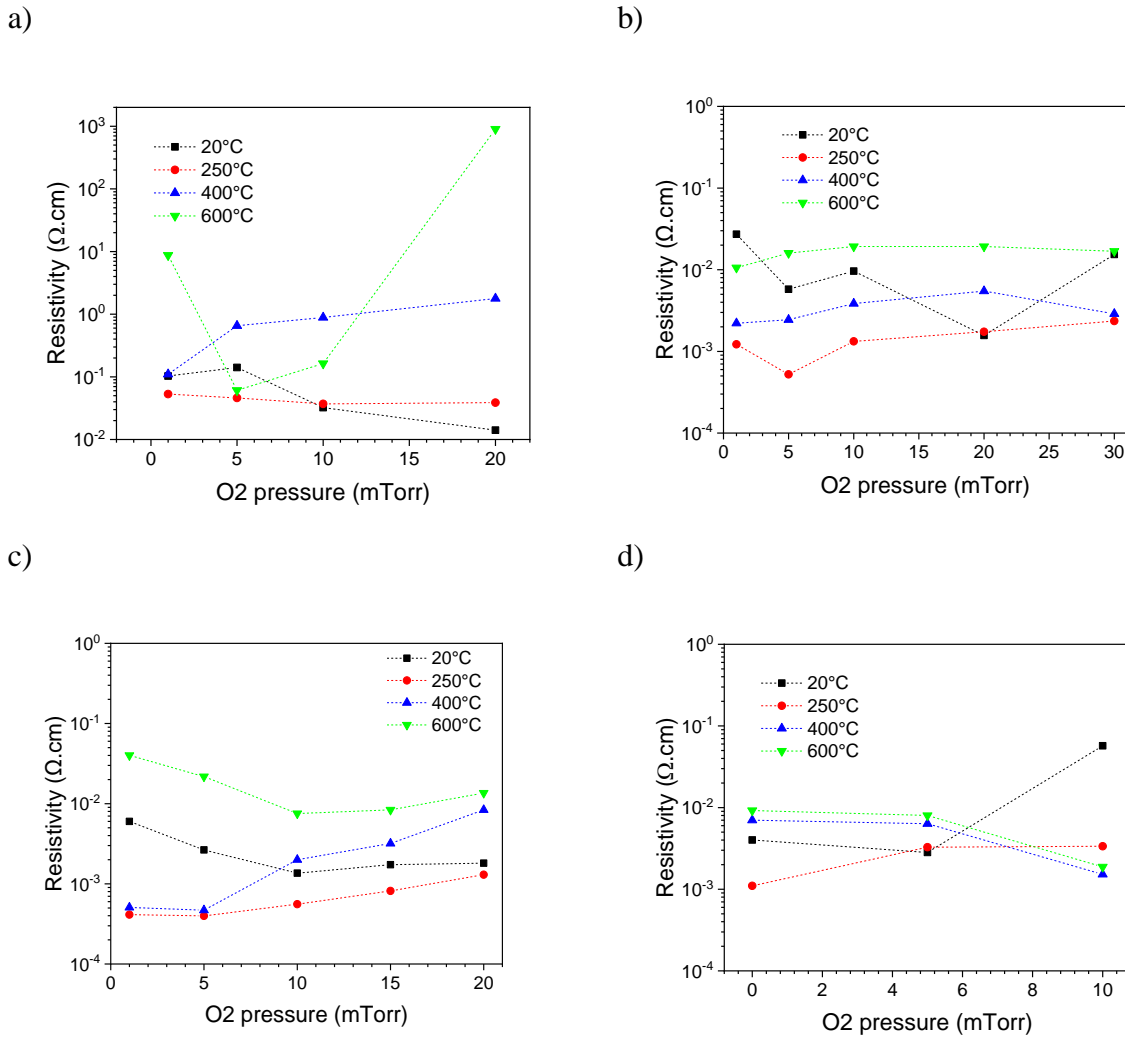 a)
10³
10²
10¹
10⁰
10⁻¹
10⁻²
20°C
250°C
400°C
600°C
Resistivity (Ω.cm)
0 5 10 15 20
O2 pressure (mTorr)
b)
10⁰
10⁻¹
10⁻²
10⁻³
10⁻⁴
20°C
250°C
400°C
600°C
Resistivity (Ω.cm)
0 5 10 15 20 25 30
O2 pressure (mTorr)
c)
10⁰
10⁻¹
10⁻²
10⁻³
10⁻⁴
20°C
250°C
400°C
600°C
Resistivity (Ω.cm)
0 5 10 15 20
O2 pressure (mTorr)
d)
10⁰
10⁻¹
10⁻²
10⁻³
10⁻⁴
20°C
250°C
400°C
600°C
Resistivity (Ω.cm)
0 2 4 6 8 10
O2 pressure (mTorr)